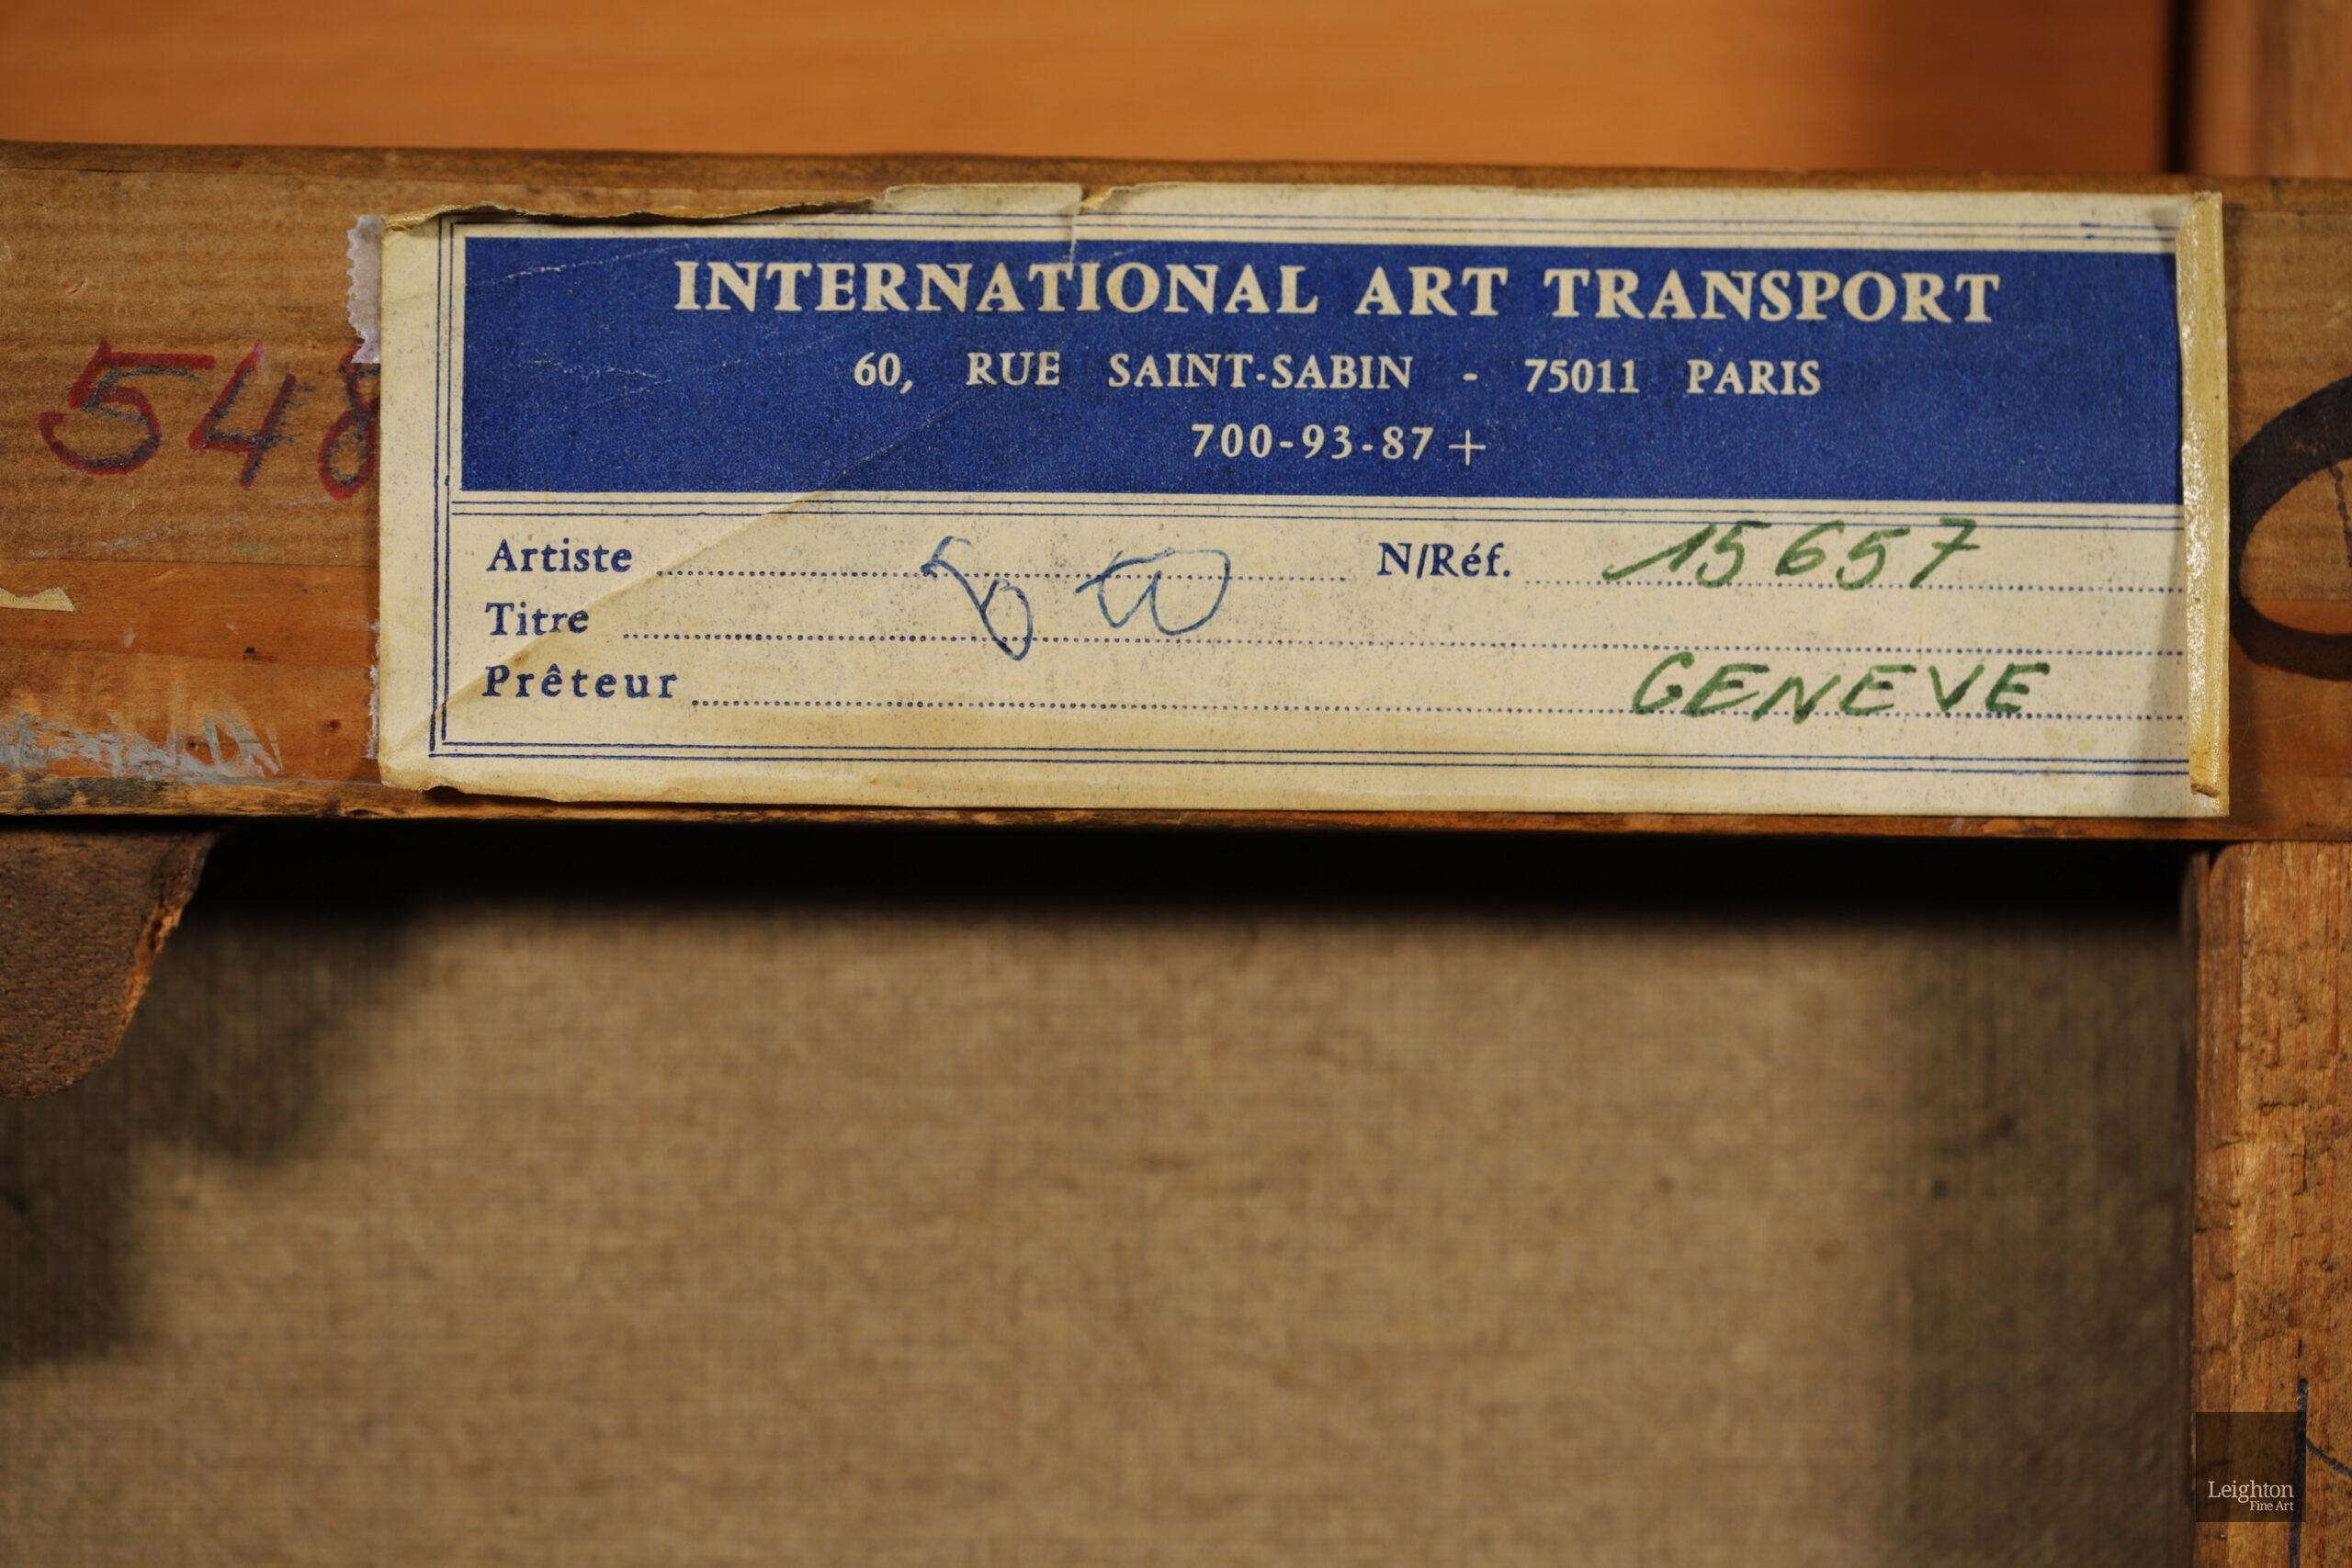 INTERNATIONAL ART TRANSPORT
60, RUE SAINT-SABIN - 75011 PARIS
700-93-87+
548
Artiste N/Réf. 15657
Titre
Prêteur GENEVE
Leighton
Fine Art